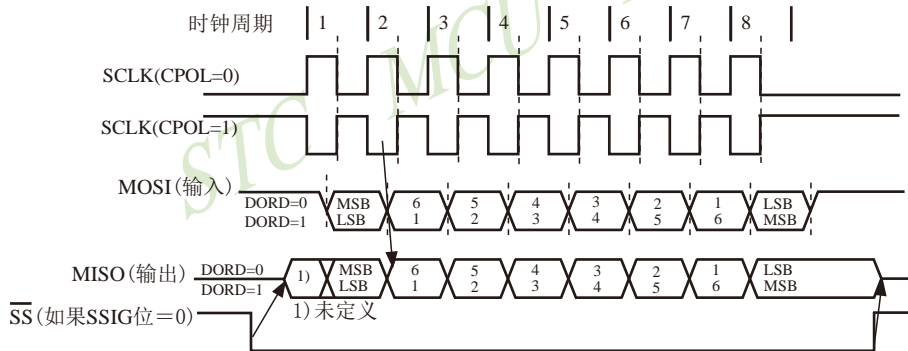 时钟周期 1 2 3 4 5 6 7 8
SCLK(CPOL=0)
SCLK(CPOL=1)
STC MCU
MOSI(输入) DORD=0 MSB 6 5 4 3 2 1 LSB
DORD=1 LSB 1 2 3 4 5 6 MSB
MISO(输出) DORD=0 1) MSB 6 5 4 3 2 1 LSB
DORD=1 LSB 1 2 3 4 5 6 MSB
SS(如果SSIG位=0) 1)未定义